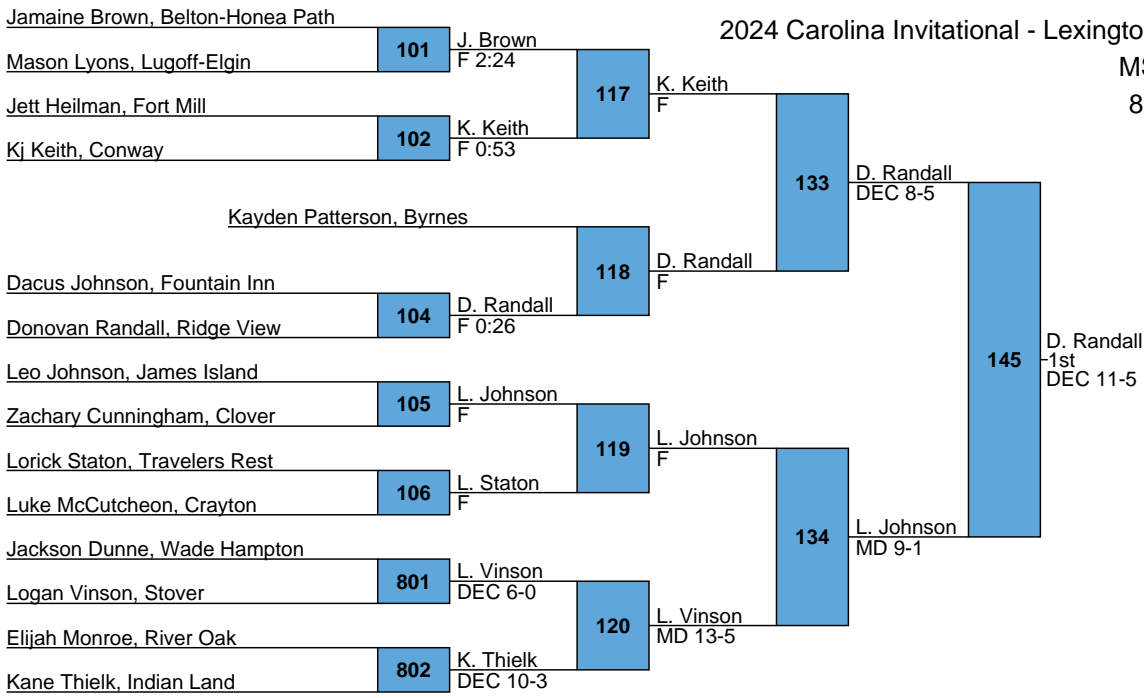 2024 Carolina Invitational - Lexingto
Jamaine Brown, Belton-Honea Path
101
J. Brown
F 2:24
Mason Lyons, Lugoff-Elgin
117
K. Keith
F
Jett Heilman, Fort Mill
102
K. Keith
F 0:53
Kj Keith, Conway
133
D. Randall
DEC 8-5
Kayden Patterson, Byrnes
118
D. Randall
F
Dacus Johnson, Fountain Inn
104
D. Randall
F 0:26
Donovan Randall, Ridge View
145
D. Randall
1st
DEC 11-5
Leo Johnson, James Island
105
L. Johnson
F
Zachary Cunningham, Clover
119
L. Johnson
F
Lorick Staton, Travelers Rest
106
L. Staton
F
Luke McCutcheon, Crayton
134
L. Johnson
MD 9-1
Jackson Dunne, Wade Hampton
801
L. Vinson
DEC 6-0
Logan Vinson, Stover
120
L. Vinson
MD 13-5
Elijah Monroe, River Oak
802
K. Thielk
DEC 10-3
Kane Thielk, Indian Land